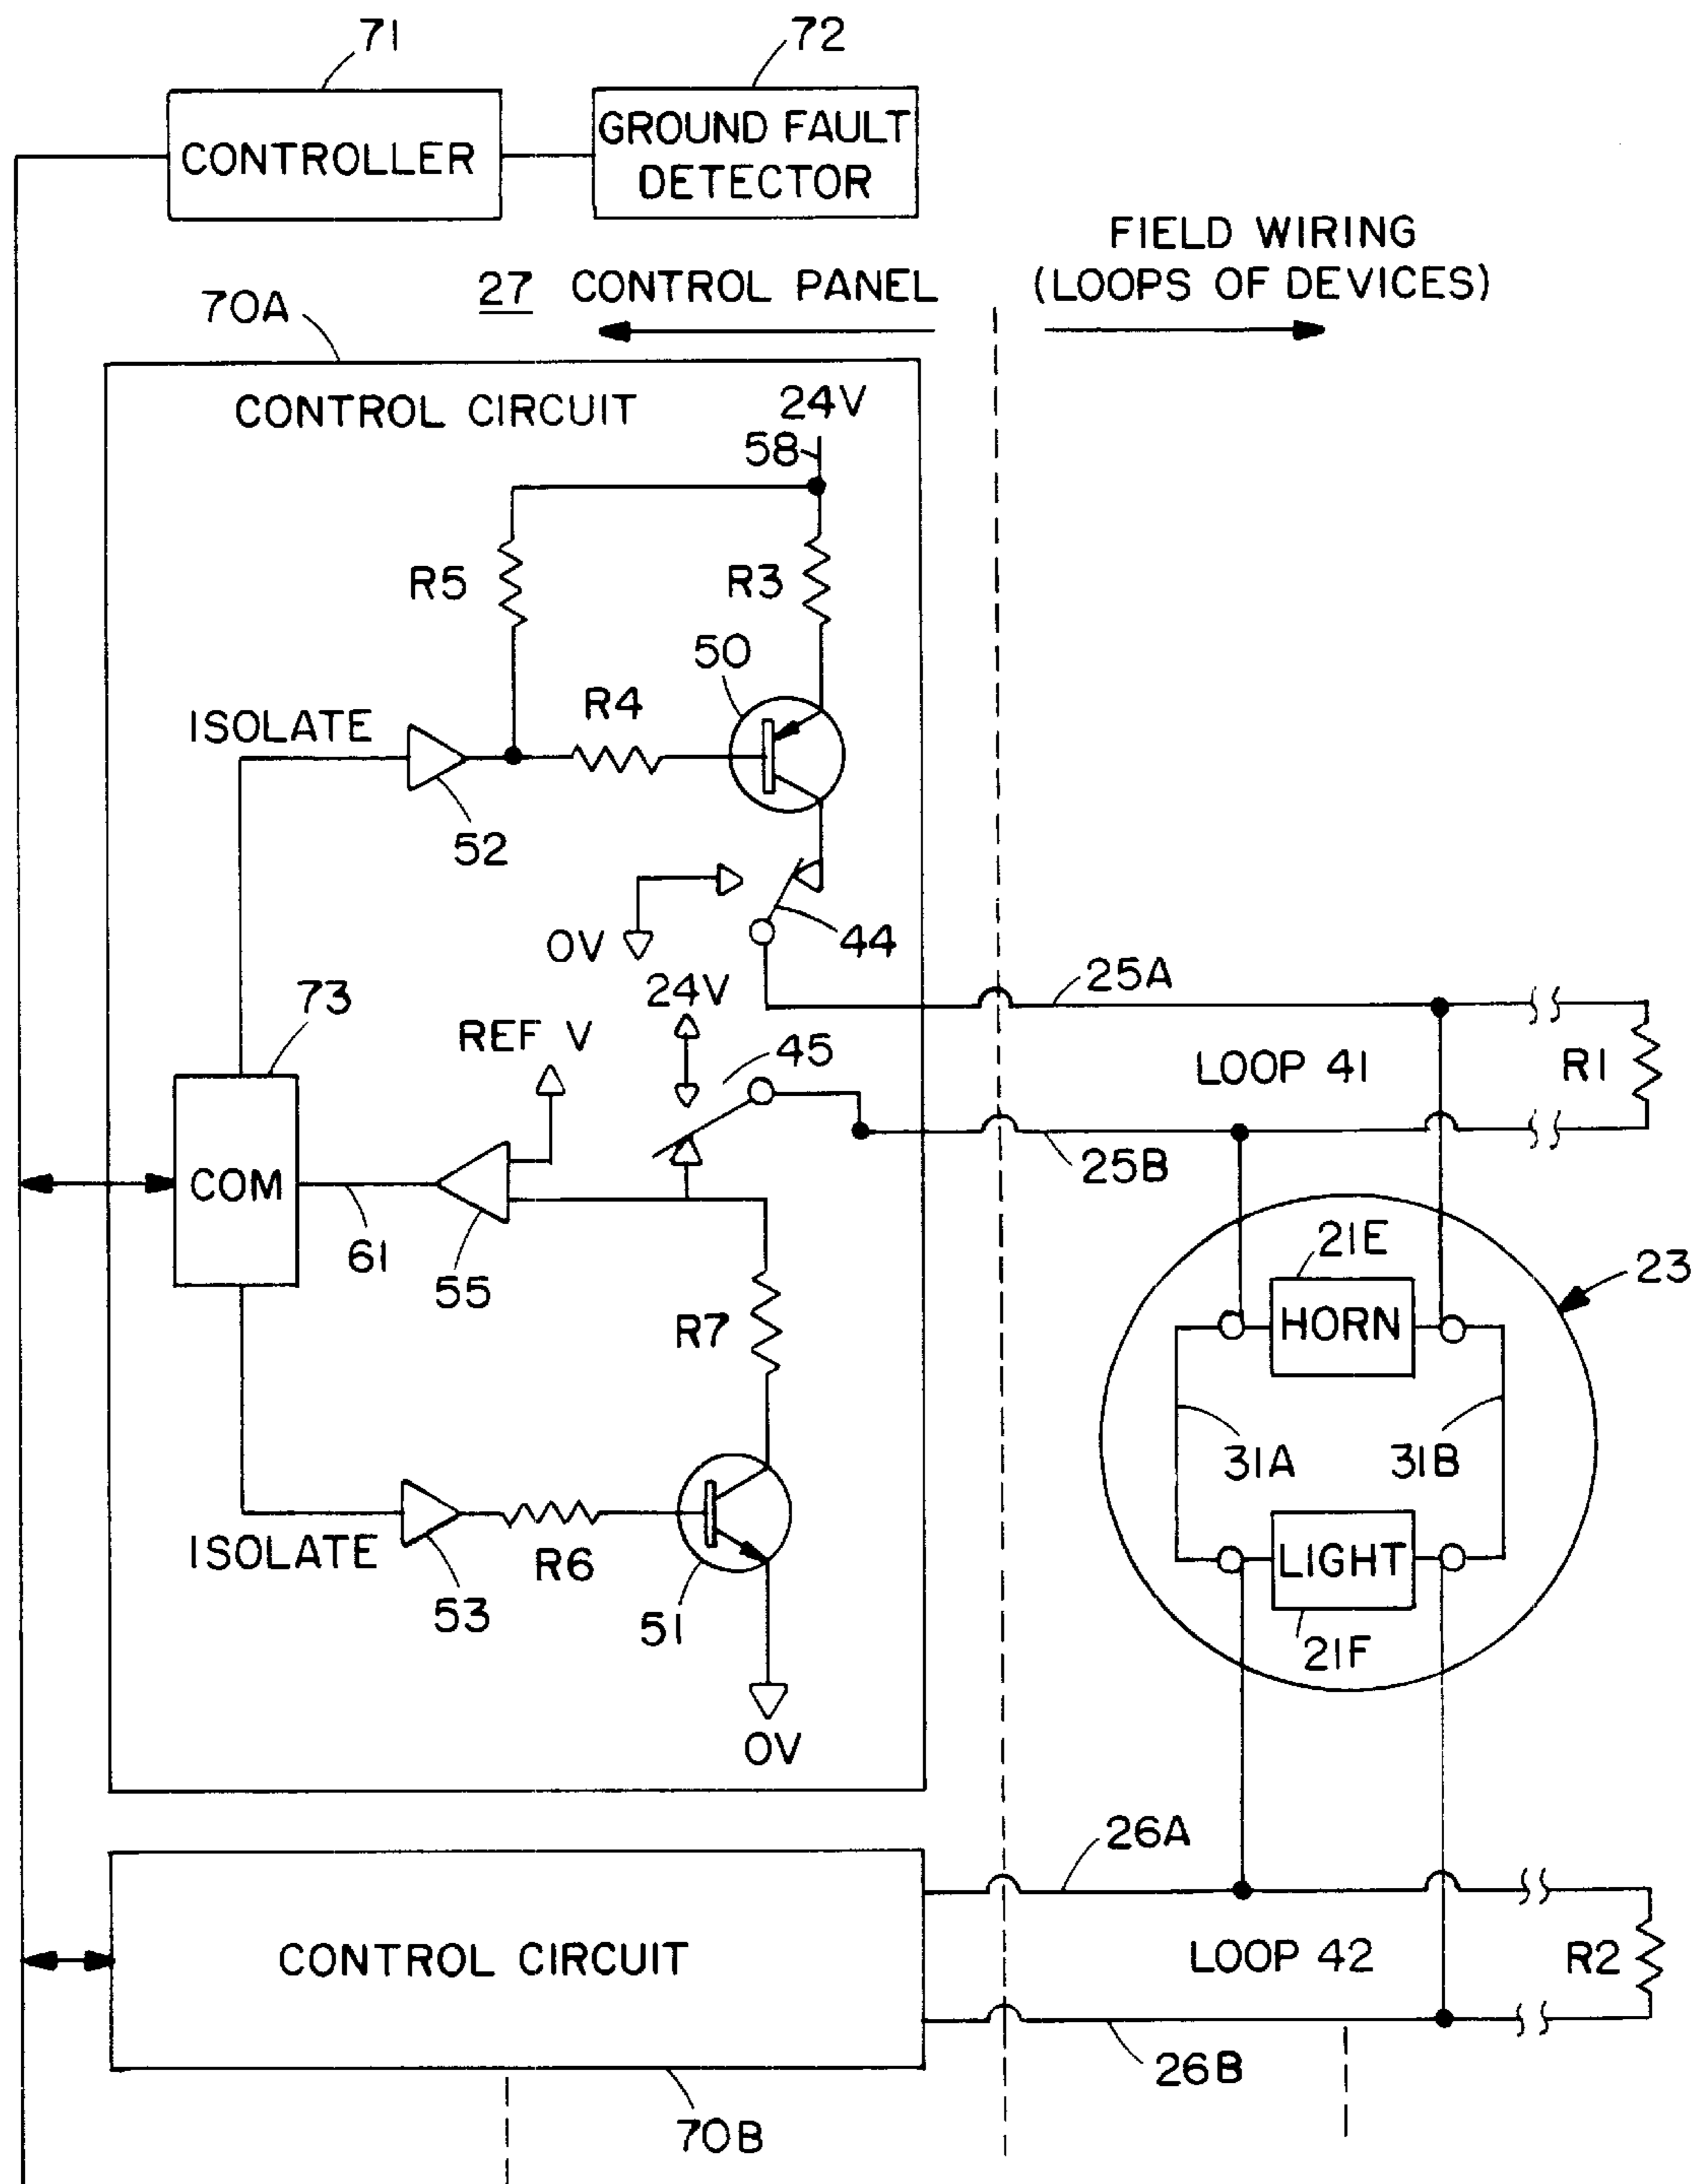 71
72
CONTROLLER
GROUND FAULT
DETECTOR
FIELD WIRING
(LOOPS OF DEVICES)
27 CONTROL PANEL
70A
CONTROL CIRCUIT
24V
58
R5
R3
50
R4
ISOLATE
52
0V
44
24V
25A
73
REF V
45
LOOP 41
R1
COM
25B
61
55
21E
23
HORN
R7
31A
31B
ISOLATE
R6
53
51
LIGHT
21F
0V
26A
CONTROL CIRCUIT
LOOP 42
R2
26B
70B